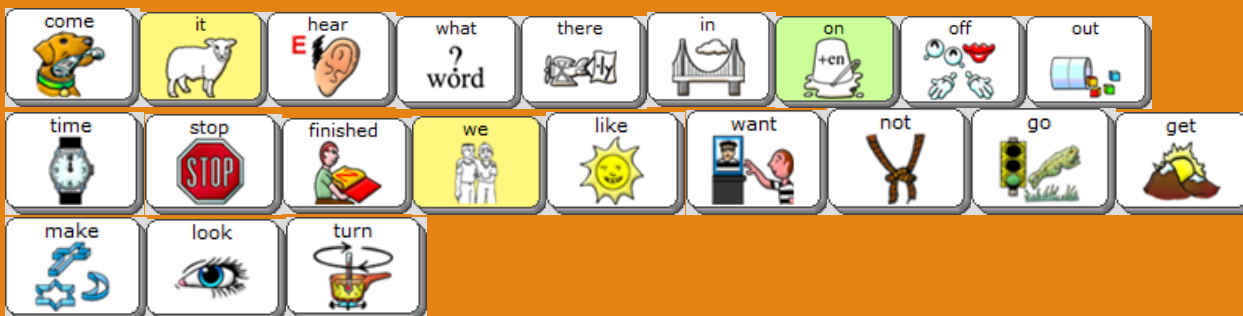 come it hear what there in on off out
E ? word -ly +en
time stop finished we like want not go get
STOP
make look turn